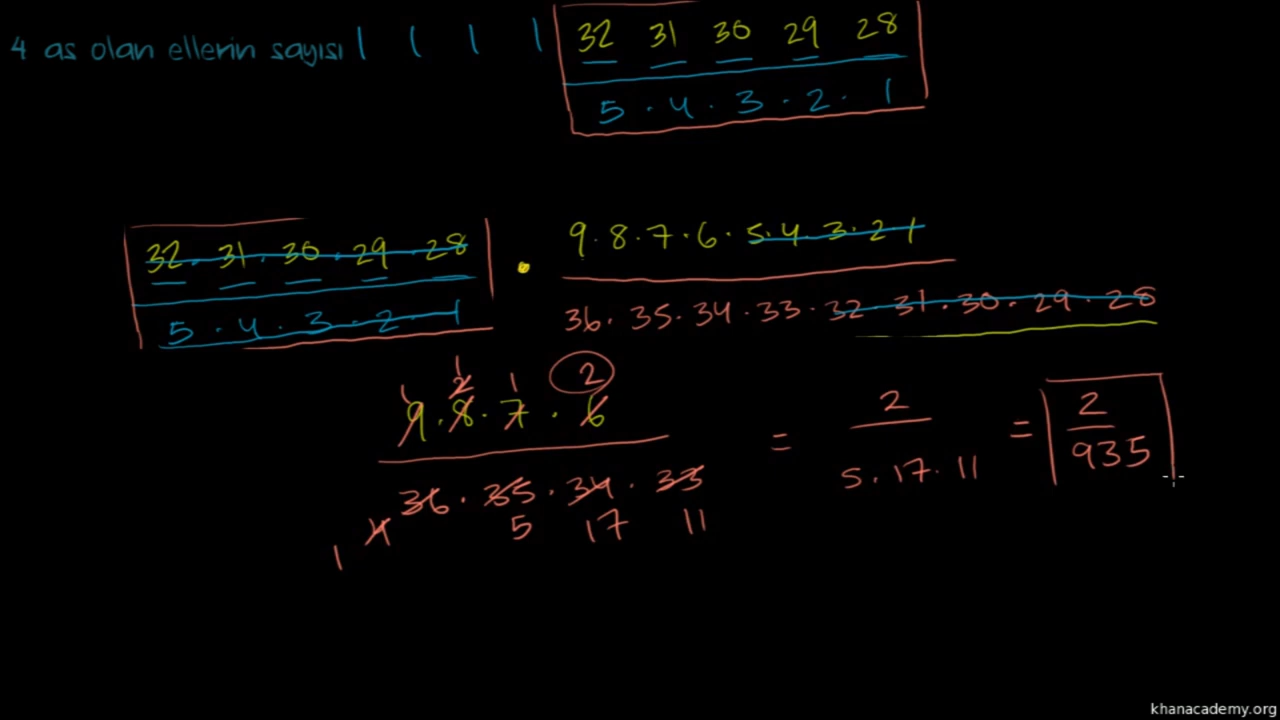 4 as olan ellerin sayısı 1 1 1 1 32 31 30 29 28
5 · 4 · 3 · 2 · 1
32 · 31 · 30 · 29 · 28 · 9 · 8 · 7 · 6 · 5 · 4 · 3 · 2 · 1
5 · 4 · 3 · 2 · 1 36 · 35 · 34 · 33 · 32 · 31 · 30 · 29 · 28
1 2 1 1 2
9 · 8 · 7 · 6 = 2 = 2
36 · 35 · 34 · 33 5 · 17 · 11 935
1 4 5 17 11
khanacademy.org